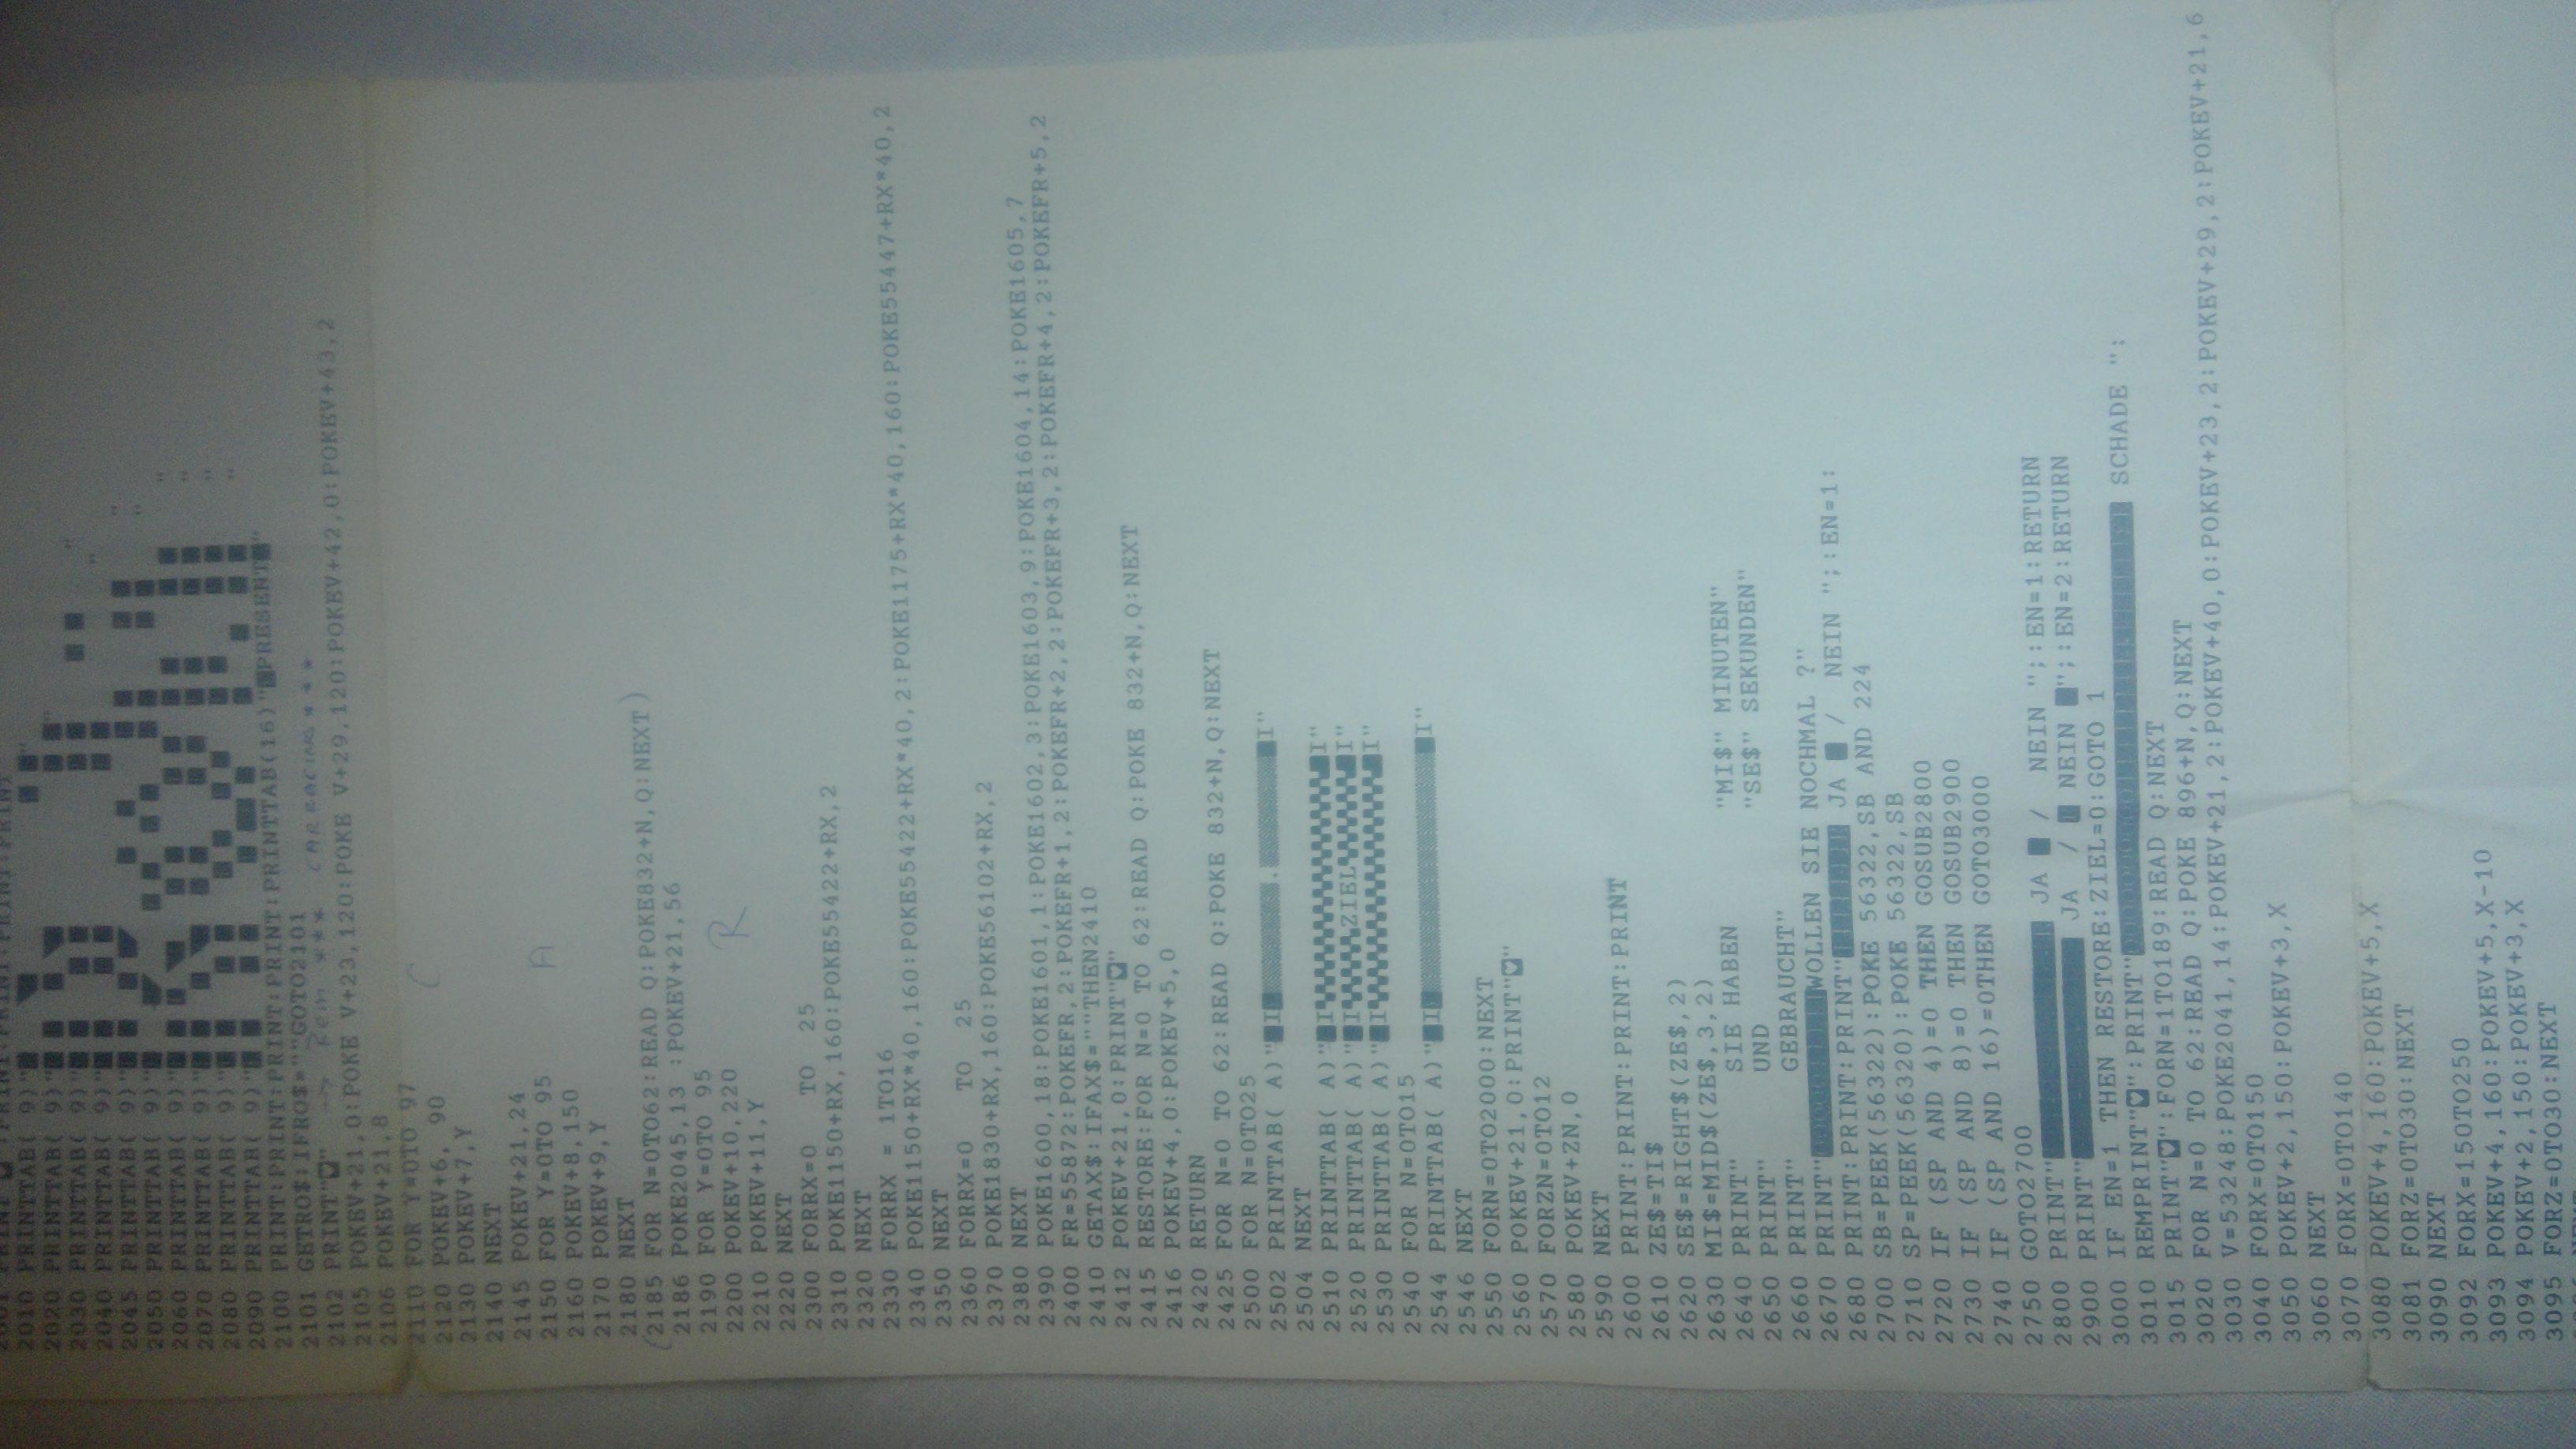 2001 PRINT"♥":PRINT:PRINT:PRINT:PRINT
2010 PRINTTAB( 9)"
2020 PRINTTAB( 9)"
2030 PRINTTAB( 9)"
2040 PRINTTAB( 9)"
2045 PRINTTAB( 9)"
2050 PRINTTAB( 9)"
2060 PRINTTAB( 9)"
2070 PRINTTAB( 9)"
2080 PRINTTAB( 9)"
2090 PRINTTAB( 9)"
2100 PRINT:PRINT:PRINT:PRINT:PRINTTAB(16)"■PRESENT■"
2101 GETRO$:IFRO$=""GOTO2101
2102 PRINT"♥" → Rem *** CARRACING ***
2105 POKEV+21,0:POKE V+23,120:POKE V+29,120:POKEV+42,0:POKEV+43,2
2106 POKEV+21,8
2110 FOR Y=0TO 97
C
2120 POKEV+6, 90
2130 POKEV+7,Y
2140 NEXT
2145 POKEV+21,24
2150 FOR Y=0TO 95
A
2160 POKEV+8,150
2170 POKEV+9,Y
2180 NEXT
(2185 FOR N=0TO62:READ Q:POKE832+N,Q:NEXT)
2186 POKE2045,13 :POKEV+21,56
2190 FOR Y=0TO 95
2200 POKEV+10,220
R
2210 POKEV+11,Y
2220 NEXT
2300 FORRX=0 TO 25
2310 POKE1150+RX,160:POKE55422+RX,2
2320 NEXT
2330 FORRX = 1TO16
2340 POKE1150+RX*40,160:POKE55422+RX*40,2:POKE1175+RX*40,160:POKE55447+RX*40,2
2350 NEXT
2360 FORRX=0 TO 25
2370 POKE1830+RX,160:POKE56102+RX,2
2380 NEXT
2390 POKE1600,18:POKE1601,1:POKE1602,3:POKE1603,9:POKE1604,14:POKE1605,7
2400 FR=55872:POKEFR,2:POKEFR+1,2:POKEFR+2,2:POKEFR+3,2:POKEFR+4,2:POKEFR+5,2
2410 GETAX$:IFAX$=""THEN2410
2412 POKEV+21,0:PRINT"♥"
2415 RESTORE:FOR N=0 TO 62:READ Q:POKE 832+N,Q:NEXT
2416 POKEV+4,0:POKEV+5,0
2420 RETURN
2425 FOR N=0 TO 62:READ Q:POKE 832+N,Q:NEXT
2500 FOR N=0TO25
2502 PRINTTAB( A)"■I■ . ■I"
2504 NEXT
2510 PRINTTAB( A)"■I ■I"
2520 PRINTTAB( A)"■I ZIEL ■I"
2530 PRINTTAB( A)"■I ■I"
2540 FOR N=0TO15
2544 PRINTTAB( A)"■I■ ■I"
2546 NEXT
2550 FORN=0TO2000:NEXT
2560 POKEV+21,0:PRINT"♥"
2570 FORZN=0TO12
2580 POKEV+ZN,0
2590 NEXT
2600 PRINT:PRINT:PRINT:PRINT
2610 ZE$=TI$
2620 SE$=RIGHT$(ZE$,2)
2630 MI$=MID$(ZE$,3,2)
2640 PRINT" SIE HABEN "MI$" MINUTEN"
2650 PRINT" UND "SE$" SEKUNDEN"
2660 PRINT" GEBRAUCHT"
2670 PRINT" WOLLEN SIE NOCHMAL ?"
2680 PRINT:PRINT:PRINT" JA ■ / NEIN ";:EN=1:
2700 SB=PEEK(56322):POKE 56322,SB AND 224
2710 SP=PEEK(56320):POKE 56322,SB
2720 IF (SP AND 4)=0 THEN GOSUB2800
2730 IF (SP AND 8)=0 THEN GOSUB2900
2740 IF (SP AND 16)=0THEN GOTO3000
2750 GOTO2700
2800 PRINT" JA ■ / NEIN ";:EN=1:RETURN
2900 PRINT" JA / ■ NEIN ■";:EN=2:RETURN
3000 IF EN=1 THEN RESTORE:ZIEL=0:GOTO 1
3010 REMPRINT"♥":PRINT" SCHADE ":
3015 PRINT"♥":FORN=1TO189:READ Q:NEXT
3020 FOR N=0 TO 62:READ Q:POKE 896+N,Q:NEXT
3030 V=53248:POKE2041,14:POKEV+21,2:POKEV+40,0:POKEV+23,2:POKEV+29,2:POKEV+21,6
3040 FORX=0TO150
3050 POKEV+2,150:POKEV+3,X
3060 NEXT
3070 FORX=0TO140
3080 POKEV+4,160:POKEV+5,X
3081 FORZ=0TO30:NEXT
3090 NEXT
3092 FORX=150TO250
3093 POKEV+4,160:POKEV+5,X-10
3094 POKEV+2,150:POKEV+3,X
3095 FORZ=0TO30:NEXT